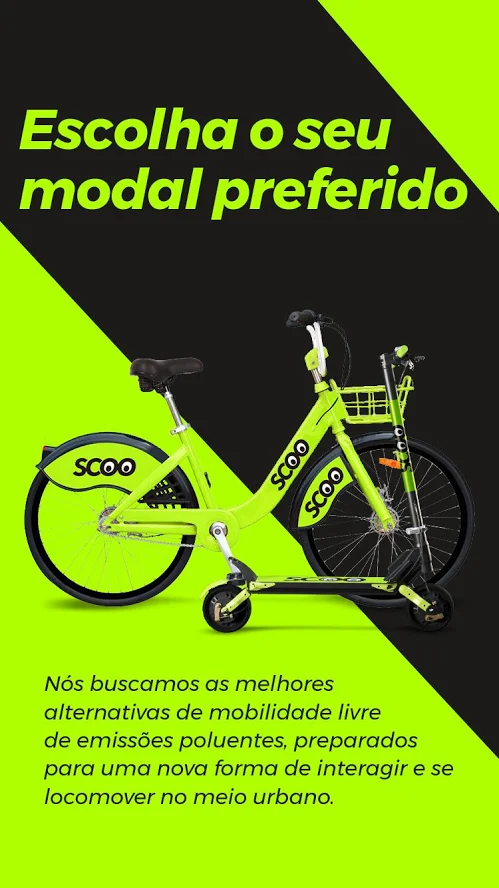 Escolha o seu
modal preferido
SCOO
SCOO
SCOO
SCOO
Nós buscamos as melhores
alternativas de mobilidade livre
de emissões poluentes, preparados
para uma nova forma de interagir e se
locomover no meio urbano.